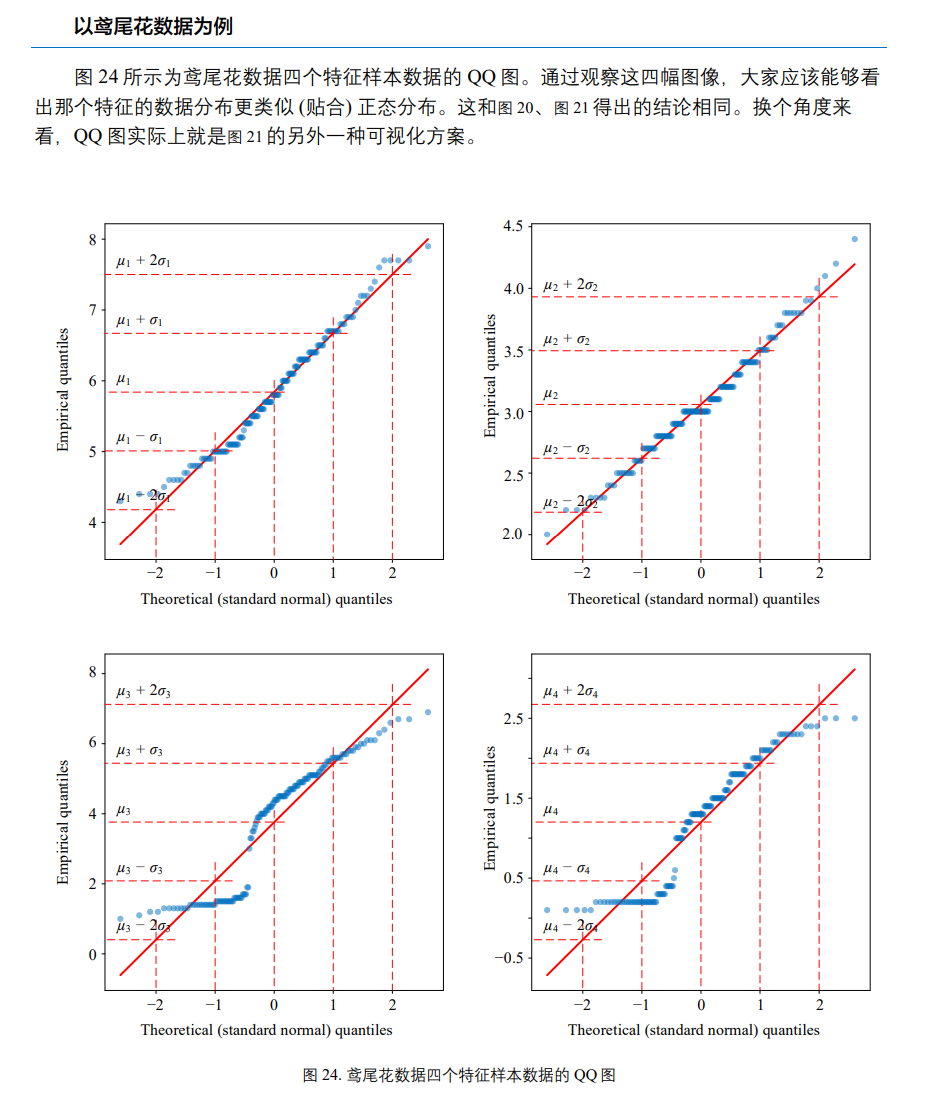 以鸢尾花数据为例
图 24 所示为鸢尾花数据四个特征样本数据的 QQ 图。通过观察这四幅图像，大家应该能够看
出那个特征的数据分布更类似 (贴合) 正态分布。这和图 20、图 21 得出的结论相同。换个角度来
看，QQ 图实际上就是图 21 的另外一种可视化方案。
8
7
6
5
4
Empirical quantiles
μ₁ + 2σ₁
μ₁ + σ₁
μ₁
μ₁ − σ₁
μ₁ − 2σ₁
−2 −1 0 1 2
Theoretical (standard normal) quantiles
4.5
4.0
3.5
3.0
2.5
2.0
Empirical quantiles
μ₂ + 2σ₂
μ₂ + σ₂
μ₂
μ₂ − σ₂
μ₂ − 2σ₂
−2 −1 0 1 2
Theoretical (standard normal) quantiles
8
6
4
2
0
Empirical quantiles
μ₃ + 2σ₃
μ₃ + σ₃
μ₃
μ₃ − σ₃
μ₃ − 2σ₃
−2 −1 0 1 2
Theoretical (standard normal) quantiles
2.5
1.5
0.5
−0.5
Empirical quantiles
μ₄ + 2σ₄
μ₄ + σ₄
μ₄
μ₄ − σ₄
μ₄ − 2σ₄
−2 −1 0 1 2
Theoretical (standard normal) quantiles
图 24. 鸢尾花数据四个特征样本数据的 QQ 图